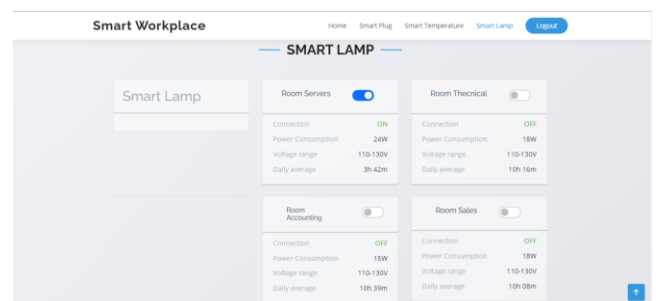 Smart Workplace
Home Smart Plug Smart Temperature Smart Lamp Logout
SMART LAMP
Smart Lamp
Room Servers
Connection ON
Power Consumption 24W
Voltage range 110-130V
Daily average 3h 42m
Room Thecnical
Connection OFF
Power Consumption 18W
Voltage range 110-130V
Daily average 10h 16m
Room
Accounting
Connection OFF
Power Consumption 15W
Voltage range 110-130V
Daily average 10h 39m
Room Sales
Connection OFF
Power Consumption 18W
Voltage range 110-130V
Daily average 10h 08m